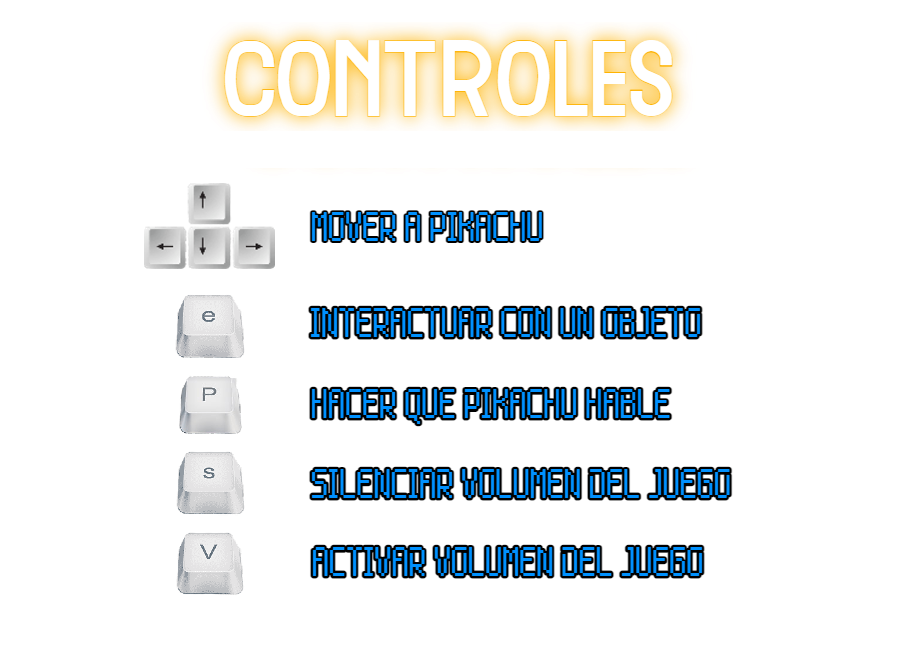 CONTROLES
↑
← ↓ →
MOVER A PIKACHU
e
INTERACTUAR CON UN OBJETO
P
HACER QUE PIKACHU HABLE
s
SILENCIAR VOLUMEN DEL JUEGO
V
ACTIVAR VOLUMEN DEL JUEGO